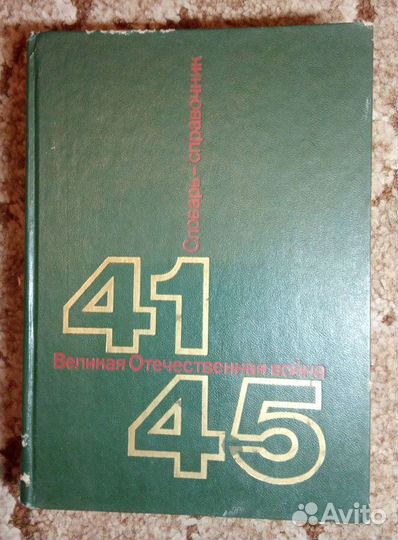 Словарь-справочник
41
Великая Отечественная война
45
Avito